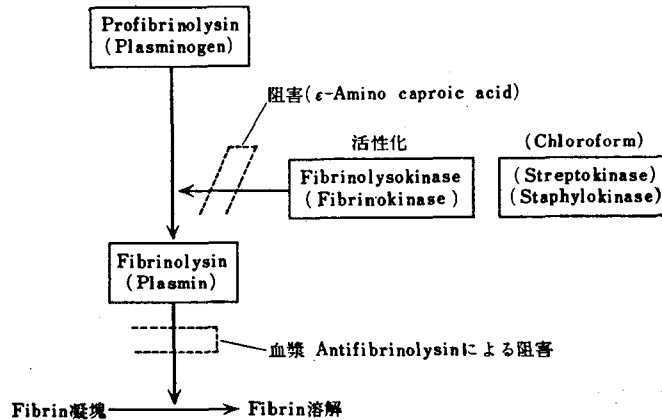 Profibrinolysin
(Plasminogen)
阻害(ε-Amino caproic acid)
活性化 (Chloroform)
Fibrinolysokinase (Streptokinase)
(Fibrinokinase) (Staphylokinase)
Fibrinolysin
(Plasmin)
血漿 Antifibrinolysinによる阻害
Fibrin凝塊 Fibrin溶解